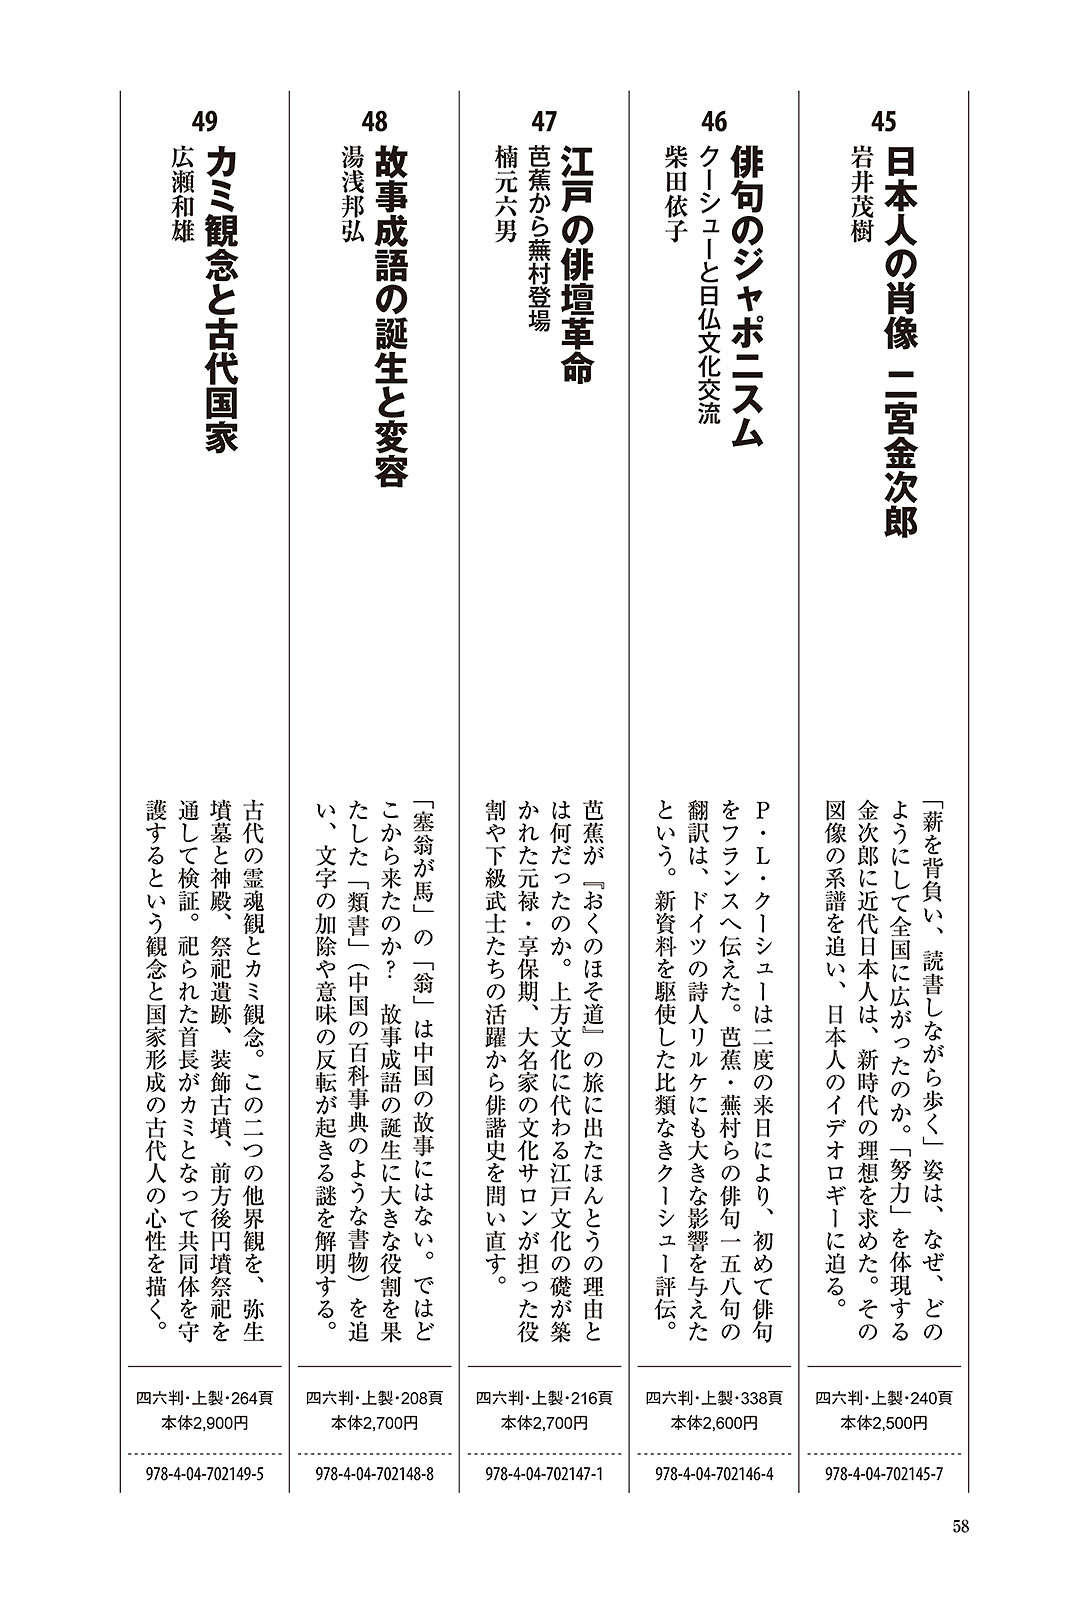 45
日本人の肖像 二宮金次郎
岩井茂樹
「薪を背負い、読書しながら歩く」姿は、なぜ、どの
ようにして全国に広がったのか。「努力」を体現する
金次郎に近代日本人は、新時代の理想を求めた。その
図像の系譜を追い、日本人のイデオロギーに迫る。
四六判・上製・240頁
本体2,500円
978-4-04-702145-7
46
俳句のジャポニスム
クーシューと日仏文化交流
柴田依子
P・L・クーシューは二度の来日により、初めて俳句
をフランスへ伝えた。芭蕉・蕪村らの俳句一五八句の
翻訳は、ドイツの詩人リルケにも大きな影響を与えた
という。新資料を駆使した比類なきクーシュー評伝。
四六判・上製・338頁
本体2,600円
978-4-04-702146-4
47
江戸の俳壇革命
芭蕉から蕪村登場
楠元六男
芭蕉が『おくのほそ道』の旅に出たほんとうの理由と
は何だったのか。上方文化に代わる江戸文化の礎が築
かれた元禄・享保期、大名家の文化サロンが担った役
割や下級武士たちの活躍から俳諧史を問い直す。
四六判・上製・216頁
本体2,700円
978-4-04-702147-1
48
故事成語の誕生と変容
湯浅邦弘
「塞翁が馬」の「翁」は中国の故事にはない。ではど
こから来たのか? 故事成語の誕生に大きな役割を果
たした「類書」(中国の百科事典のような書物)を追
い、文字の加除や意味の反転が起きる謎を解明する。
四六判・上製・208頁
本体2,700円
978-4-04-702148-8
49
カミ観念と古代国家
広瀬和雄
古代の霊魂観とカミ観念。この二つの他界観を、弥生
墳墓と神殿、祭祀遺跡、装飾古墳、前方後円墳祭祀を
通して検証。祀られた首長がカミとなって共同体を守
護するという観念と国家形成の古代人の心性を描く。
四六判・上製・264頁
本体2,900円
978-4-04-702149-5
58